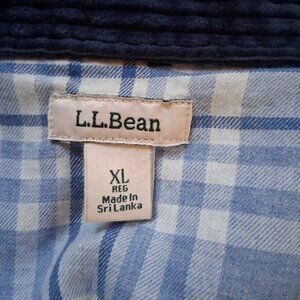 L.L.Bean
XL
REG
Made in
Sri Lanka